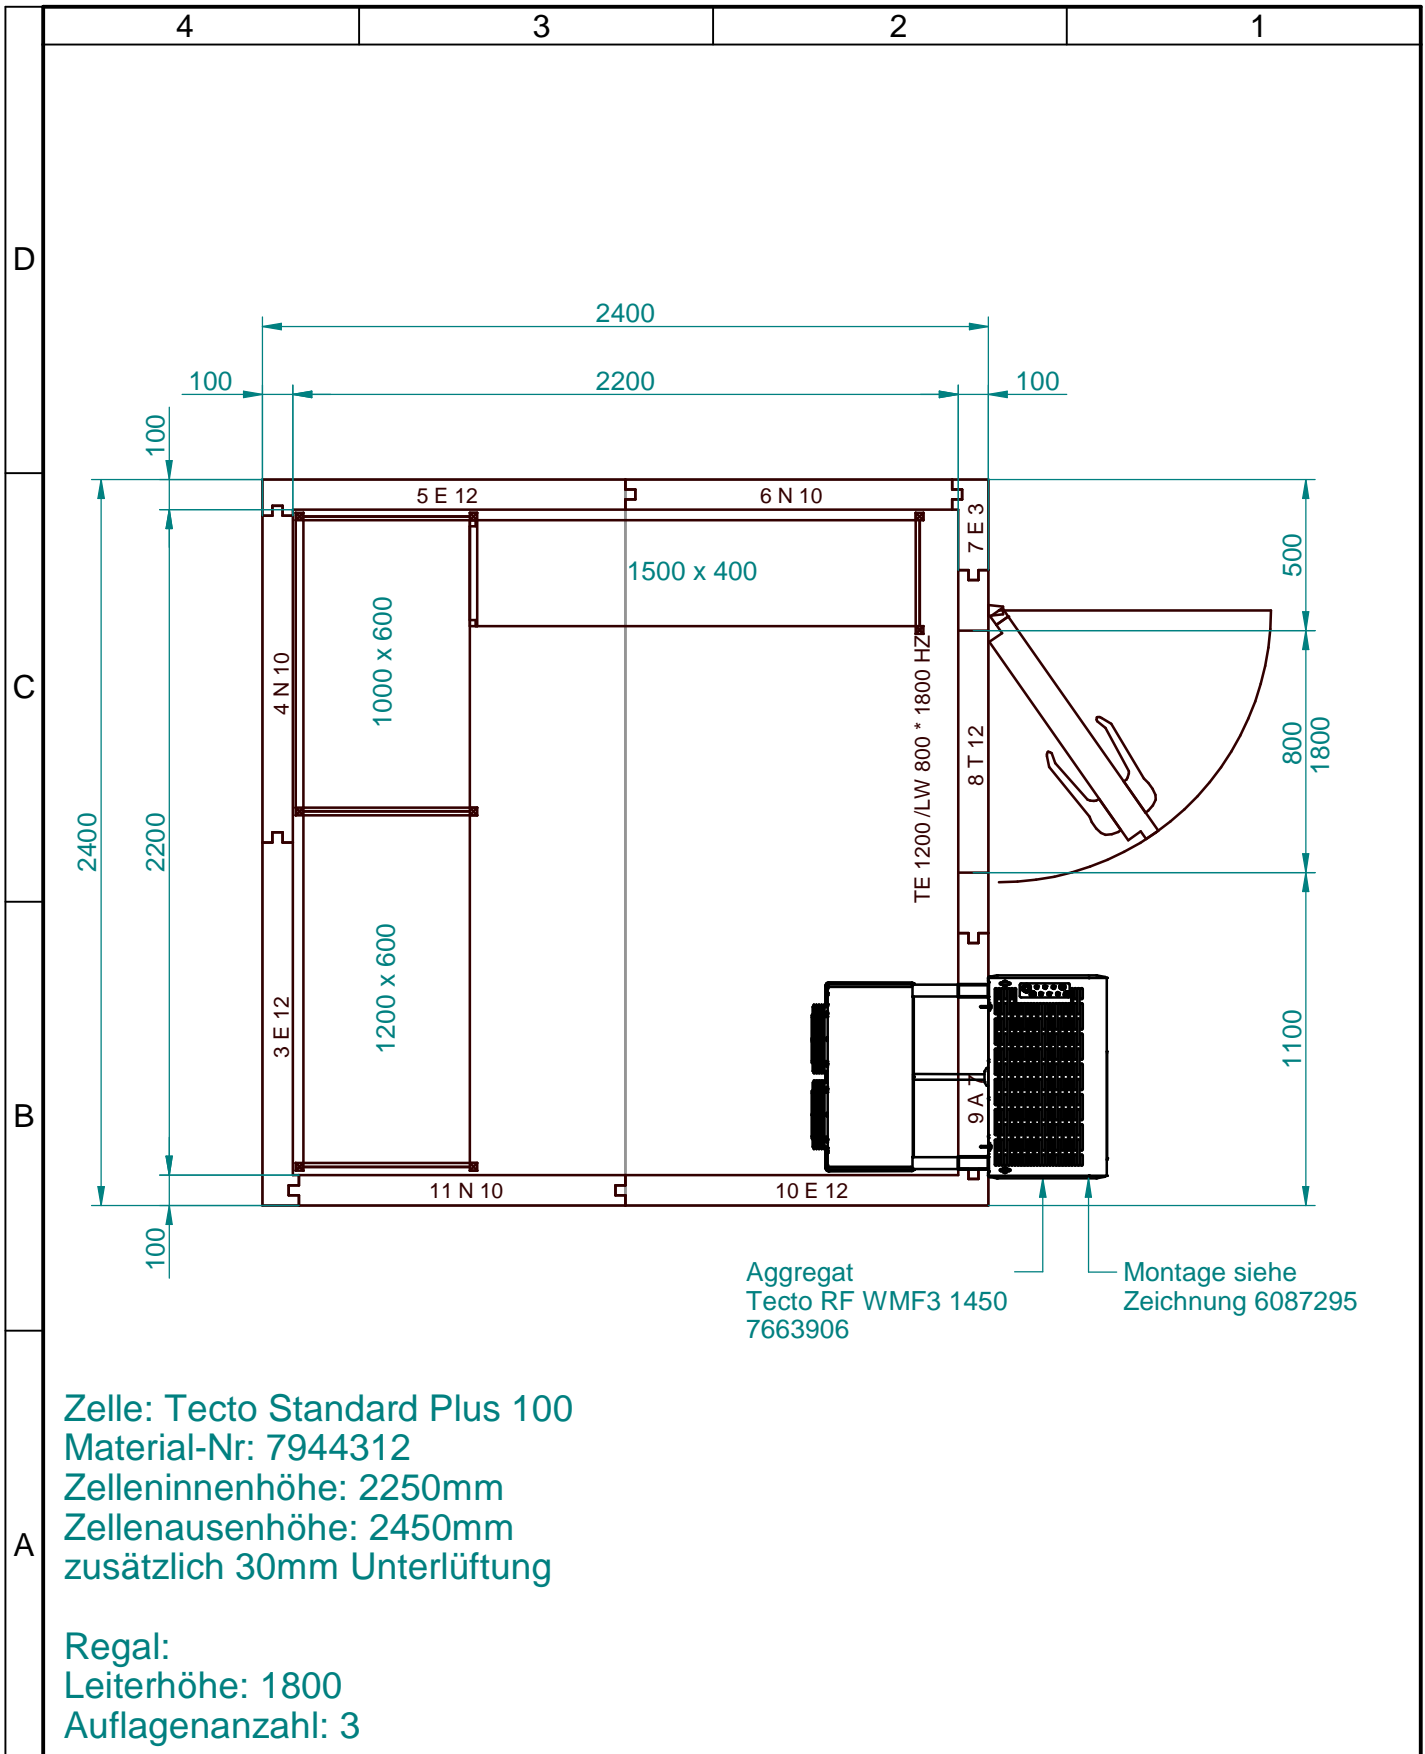 4 3 2 1
D
2400
100 2200 100
100
5 E 12 6 N 10
7 E 3
500
1500 x 400
1000 x 600
4 N 10
C
TE 1200 /LW 800 * 1800 HZ
8 T 12
800
1800
2400
2200
1200 x 600
3 E 12
1100
B
9 A 7
11 N 10 10 E 12
100
Aggregat
Tecto RF WMF3 1450
7663906
Montage siehe
Zeichnung 6087295
Zelle: Tecto Standard Plus 100
Material-Nr: 7944312
Zelleninnenhöhe: 2250mm
Zellenausenhöhe: 2450mm
A
zusätzlich 30mm Unterlüftung
Regal:
Leiterhöhe: 1800
Auflagenanzahl: 3